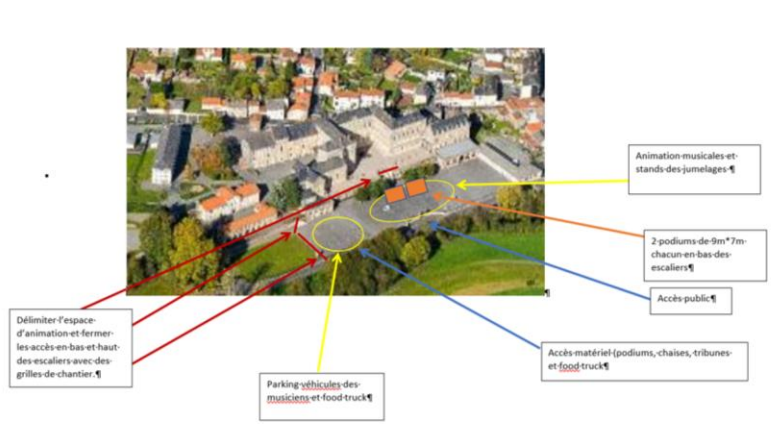 Animation musicales et
stands des jumelages ¶
2 podiums de 9m*7m
chacun en bas des
escaliers¶
Accès public¶
¶
Délimiter l'espace
d'animation et fermer
les accès en bas et haut
des escaliers avec des
grilles de chantier.¶
Accès matériel (podiums, chaises, tribunes
et food truck¶
Parking véhicules des
musiciens et food truck¶